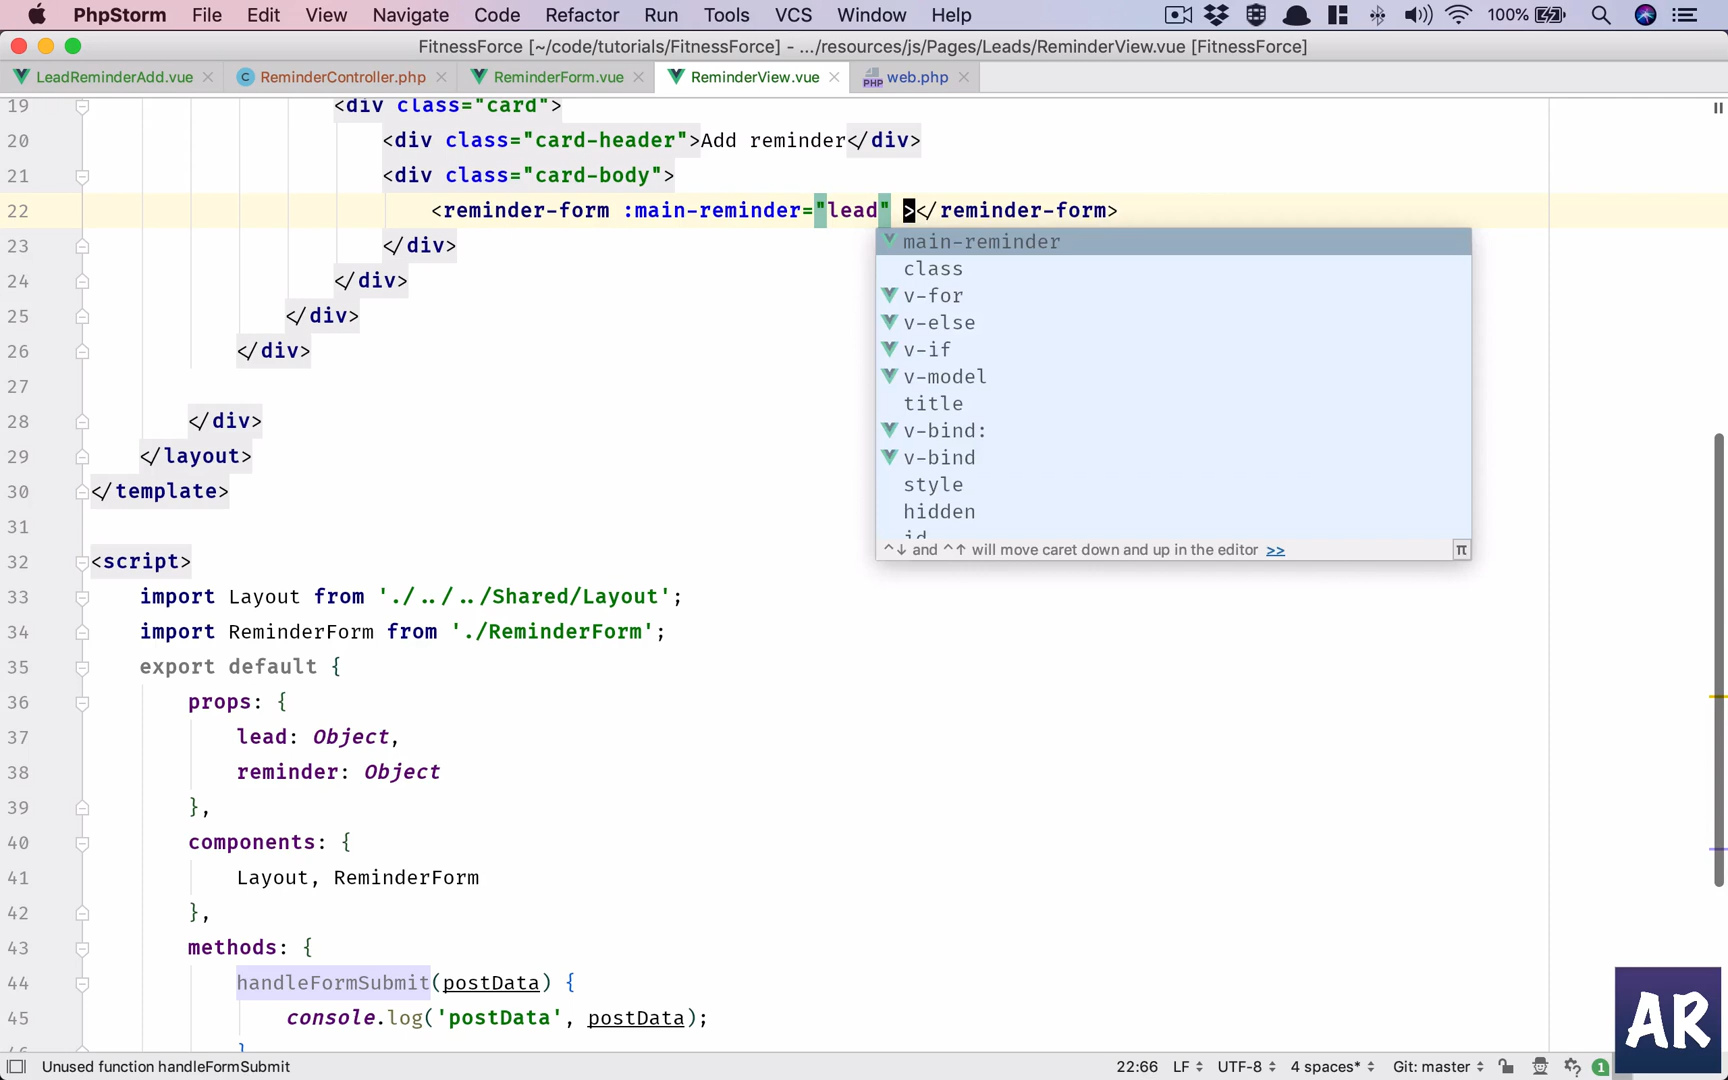 PhpStorm File Edit View Navigate Code Refactor Run Tools VCS Window Help 100%
FitnessForce [~/code/tutorials/FitnessForce] - .../resources/js/Pages/Leads/ReminderView.vue [FitnessForce]
LeadReminderAdd.vue C ReminderController.php ReminderForm.vue ReminderView.vue PHP web.php
19 <div class="card">
20 <div class="card-header">Add reminder</div>
21 <div class="card-body">
22 <reminder-form :main-reminder="lead" ></reminder-form>
main-reminder
class
v-for
v-else
v-if
v-model
title
v-bind:
v-bind
style
hidden
id
^↓ and ^↑ will move caret down and up in the editor >> π
23 </div>
24 </div>
25 </div>
26 </div>
27
28 </div>
29 </layout>
30 </template>
31
32 <script>
33 import Layout from './../../Shared/Layout';
34 import ReminderForm from './ReminderForm';
35 export default {
36 props: {
37 lead: Object,
38 reminder: Object
39 },
40 components: {
41 Layout, ReminderForm
42 },
43 methods: {
44 handleFormSubmit(postData) {
45 console.log('postData', postData);
46 }
AR
Unused function handleFormSubmit 22:66 LF UTF-8 4 spaces* Git: master 1